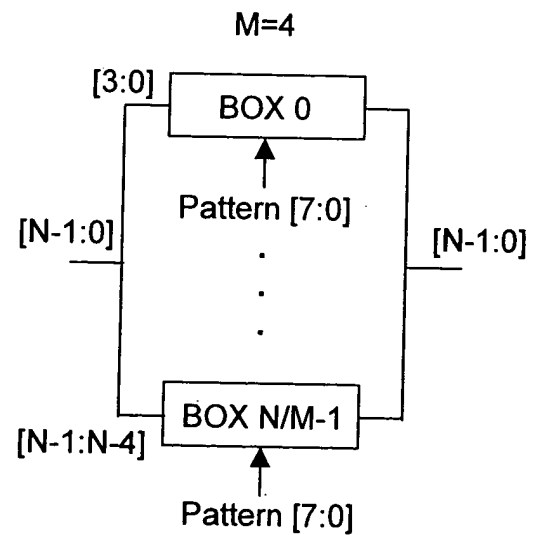 M=4
[3:0]
BOX 0
Pattern [7:0]
[N-1:0]
[N-1:0]
BOX N/M-1
[N-1:N-4]
Pattern [7:0]